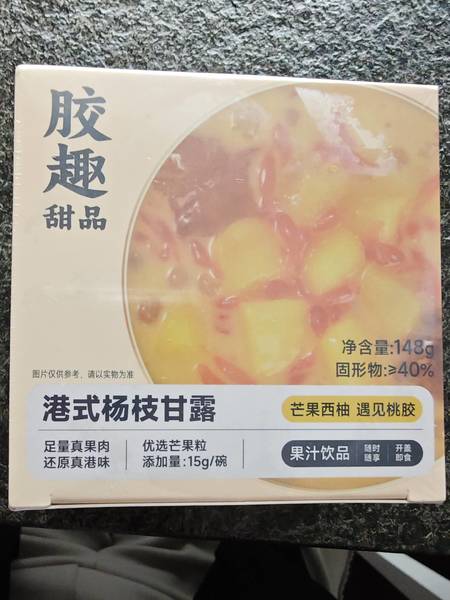 胶趣
甜品
净含量:148g
固形物:≥40%
图片仅供参考，请以实物为准
港式杨枝甘露
芒果西柚 遇见桃胶
足量真果肉
还原真港味
优选芒果粒
添加量:15g/碗
果汁饮品
随时
随享
开盖
即食